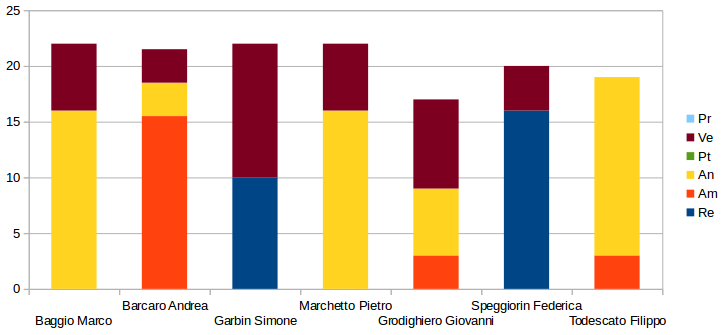 25
20
15
10
5
0
Pr
Ve
Pt
An
Am
Re
Barcaro Andrea Marchetto Pietro Speggiorin Federica
Baggio Marco Garbin Simone Grodighiero Giovanni Todescato Filippo